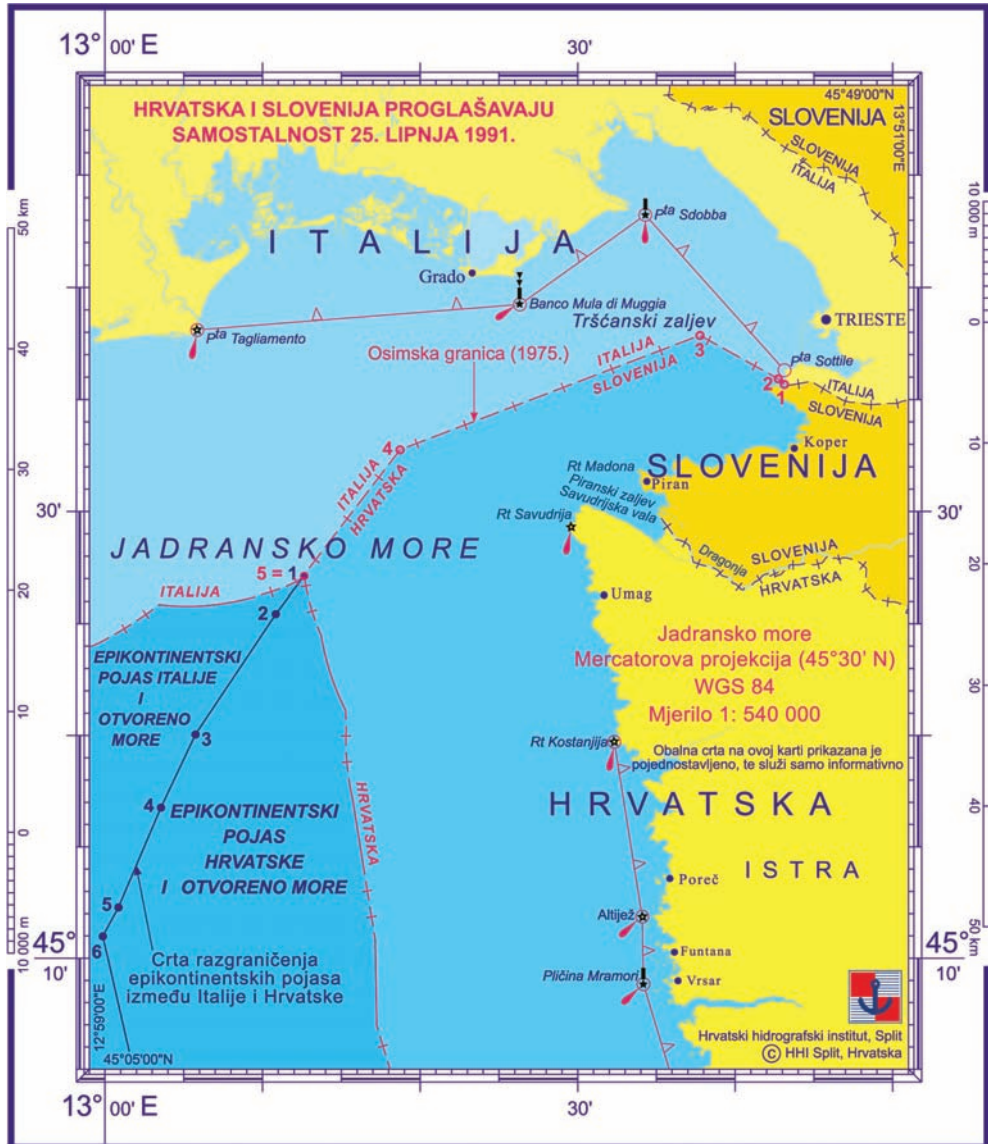 13° 00' E
30'
HRVATSKA I SLOVENIJA PROGLAŠAVAJU
SAMOSTALNOST 25. LIPNJA 1991.
45°49'00"N
13°51'00"E
SLOVENIJA
SLOVENIJA
ITALIJA
ITALIJA
Pta Sdobba
Grado
Banco Mula di Muggia
Tršćanski zaljev
TRIESTE
Pta Tagliamento
Osimska granica (1975.)
ITALIJA
SLOVENIJA
3
Pta Sottile
2
1
ITALIJA
SLOVENIJA
Koper
4
ITALIJA
HRVATSKA
SLOVENIJA
Rt Madona
Piran
Piranski zaljev
Savudrijska vala
Rt Savudrija
Dragonja
SLOVENIJA
HRVATSKA
JADRANSKO MORE
5 = 1
ITALIJA
2
Umag
EPIKONTINENTSKI
POJAS ITALIJE
I
OTVORENO
MORE
Jadransko more
Mercatorova projekcija (45°30' N)
WGS 84
Mjerilo 1: 540 000
3
Rt Kostanjija
Obalna crta na ovoj karti prikazana je
pojednostavljeno, te služi samo informativno
4
EPIKONTINENTSKI
POJAS
HRVATSKE
I OTVORENO MORE
HRVATSKA
HRVATSKA
ISTRA
Poreč
5
Altijež
6
Funtana
Crta razgraničenja
epikontinentskih pojasa
između Italije i Hrvatske
Pličina Mramori
Vrsar
12°59'00"E
45°05'00"N
Hrvatski hidrografski institut, Split
© HHI Split, Hrvatska
13° 00' E
30'
50 km
40
30
30'
20
10
0
10 000 m
45°
10'
10 000 m
0
10
30'
20
30
40
50 km
45°
10'